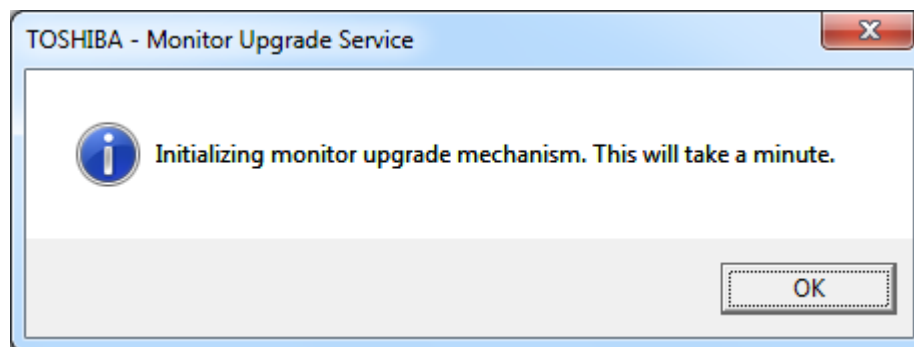 TOSHIBA - Monitor Upgrade Service
Initializing monitor upgrade mechanism. This will take a minute.
OK